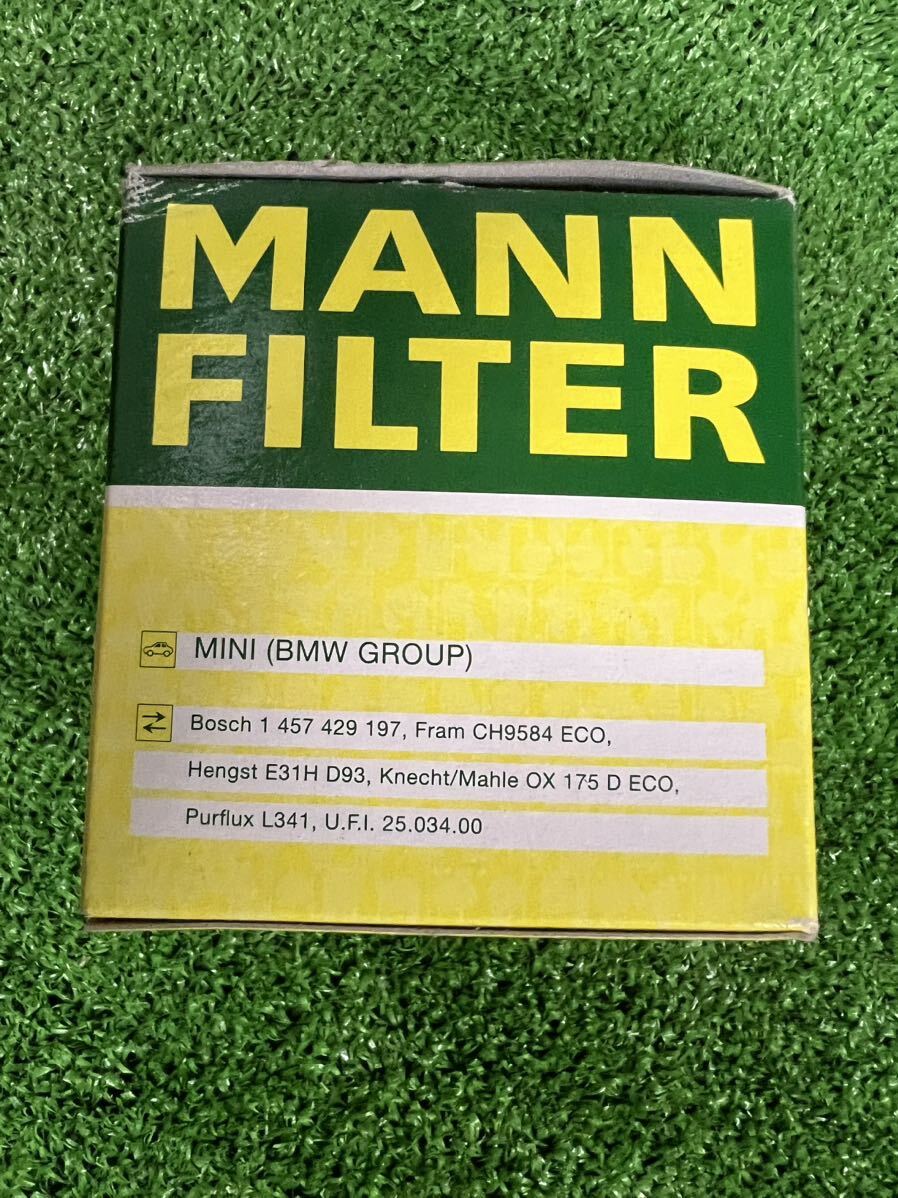 MANN
FILTER
MINI (BMW GROUP)
Bosch 1 457 429 197, Fram CH9584 ECO,
Hengst E31H D93, Knecht/Mahle OX 175 D ECO,
Purflux L341, U.F.I. 25.034.00